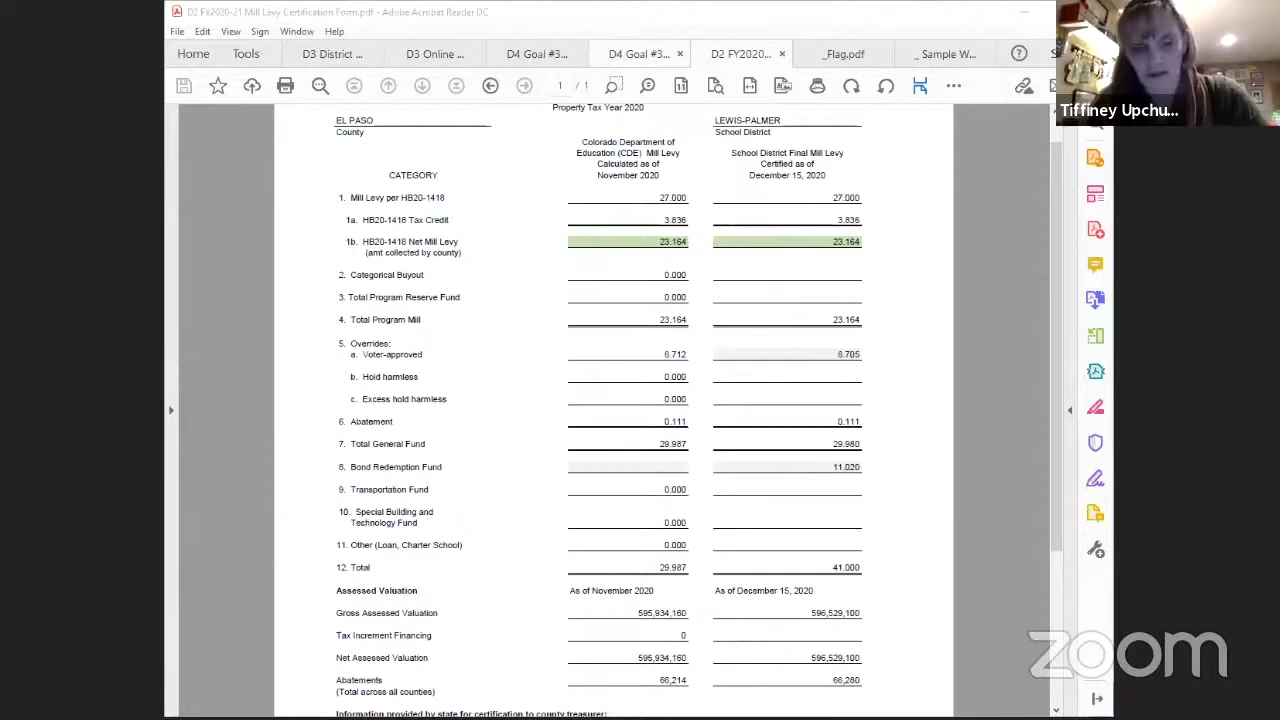 D2 FY2020-21 Mill Levy Certification Form.pdf - Adobe Acrobat Reader DC
File Edit View Sign Window Help
Home Tools D3 District ... D3 Online ... D4 Goal #3... D4 Goal #3... × D2 FY2020... × _Flag.pdf _ Sample W...
1 / 1
Tiffiney Upchu...
Property Tax Year 2020
EL PASO LEWIS-PALMER
County School District
Colorado Department of
Education (CDE) Mill Levy School District Final Mill Levy
Calculated as of Certified as of
CATEGORY November 2020 December 15, 2020
1. Mill Levy per HB20-1418 27.000 27.000
1a. HB20-1418 Tax Credit 3.836 3.836
1b. HB20-1418 Net Mill Levy 23.164 23.164
(amt collected by county)
2. Categorical Buyout 0.000
3. Total Program Reserve Fund 0.000
4. Total Program Mill 23.164 23.164
5. Overrides:
a. Voter-approved 6.712 6.705
b. Hold harmless 0.000
c. Excess hold harmless 0.000
6. Abatement 0.111 0.111
7. Total General Fund 29.987 29.980
8. Bond Redemption Fund 11.020
9. Transportation Fund 0.000
10. Special Building and
Technology Fund 0.000
11. Other (Loan, Charter School) 0.000
12. Total 29.987 41.000
Assessed Valuation As of November 2020 As of December 15, 2020
Gross Assessed Valuation 595,934,160 596,529,100
Tax Increment Financing 0
Net Assessed Valuation 595,934,160 596,529,100
Abatements 66,214 66,280
(Total across all counties)
Information provided by state for certification to county treasurer:
zoom